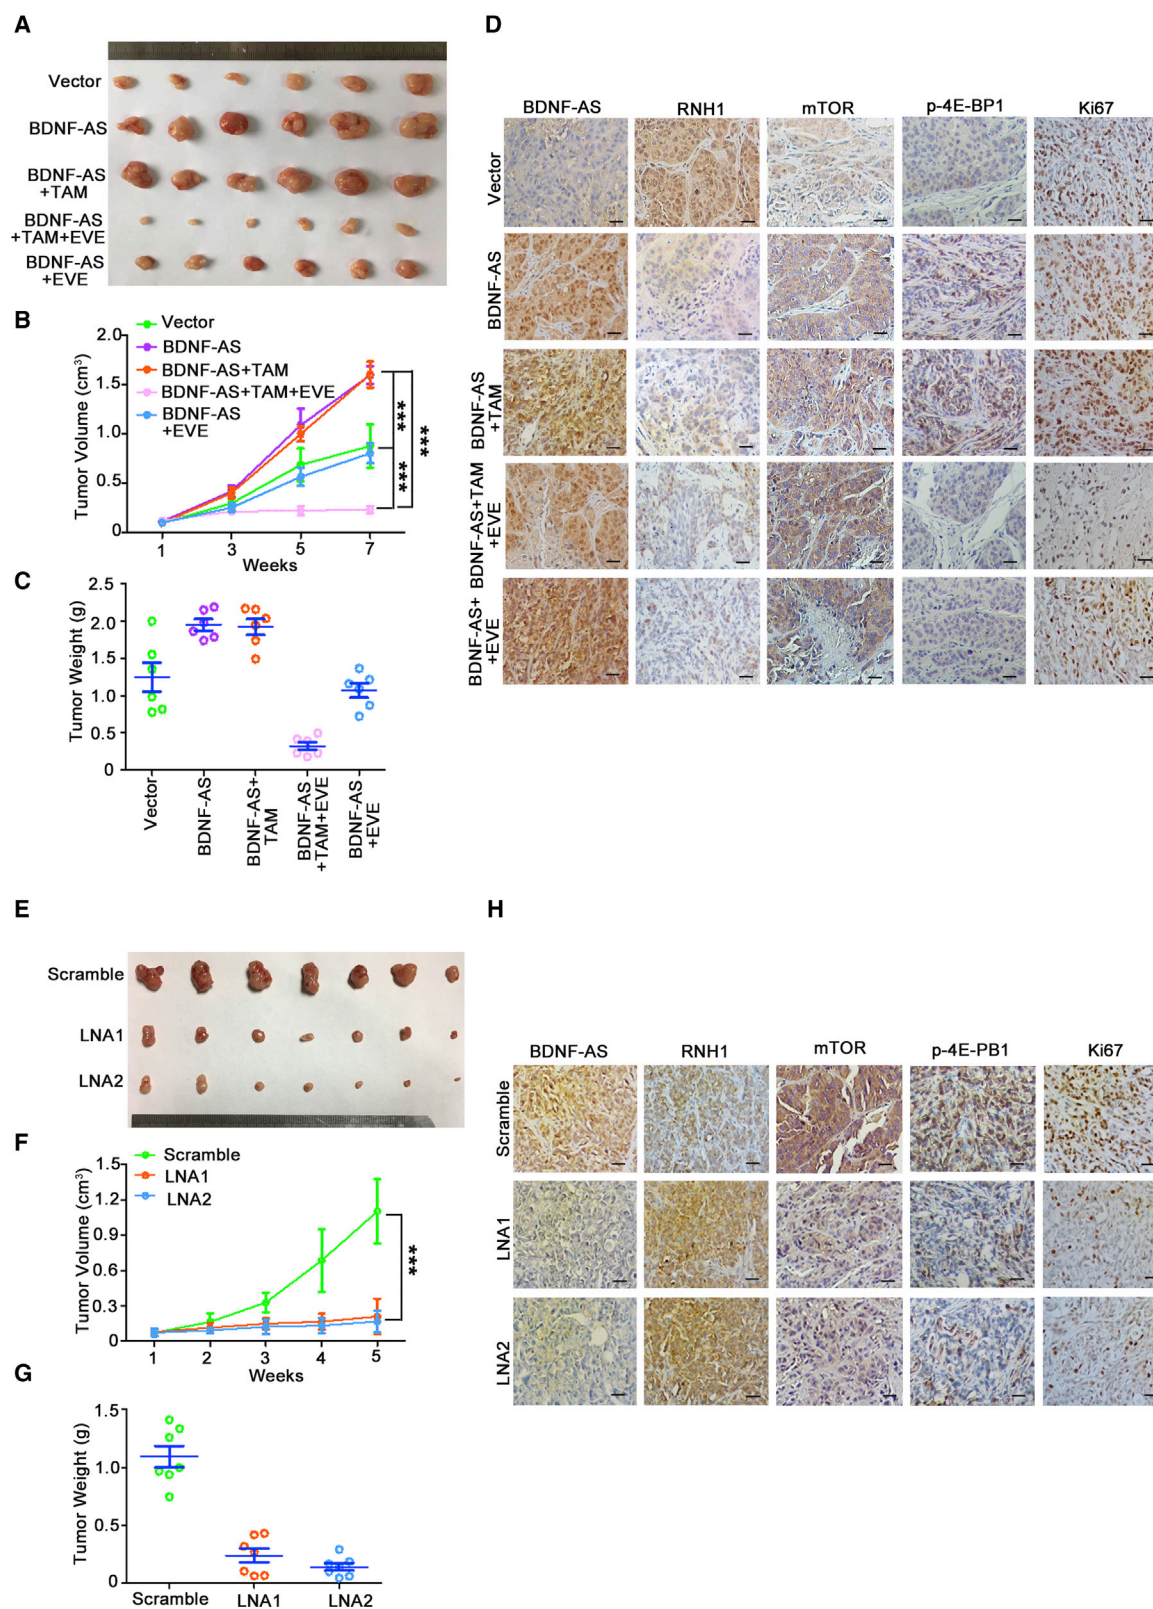 A
Vector
BDNF-AS
BDNF-AS
+TAM
BDNF-AS
+TAM+EVE
BDNF-AS
+EVE
B
Vector
BDNF-AS
BDNF-AS+TAM
BDNF-AS+TAM+EVE
BDNF-AS
+EVE
Tumor Volume (cm³)
2.0
1.5
1.0
0.5
0
1 3 5 7
Weeks
***
***
***
C
Tumor Weight (g)
2.5
2.0
1.5
1.0
0.5
0
Vector
BDNF-AS
BDNF-AS+
TAM
BDNF-AS
+TAM+EVE
BDNF-AS
+EVE
D
BDNF-AS RNH1 mTOR p-4E-BP1 Ki67
Vector
BDNF-AS
BDNF-AS
+TAM
BDNF-AS+TAM
+EVE
BDNF-AS+
+EVE
E
Scramble
LNA1
LNA2
F
Scramble
LNA1
LNA2
Tumor Volume (cm³)
1.5
1.2
0.9
0.6
0.3
0
1 2 3 4 5
Weeks
***
G
Tumor Weight (g)
1.5
1.0
0.5
0
Scramble LNA1 LNA2
H
BDNF-AS RNH1 mTOR p-4E-PB1 Ki67
Scramble
LNA1
LNA2